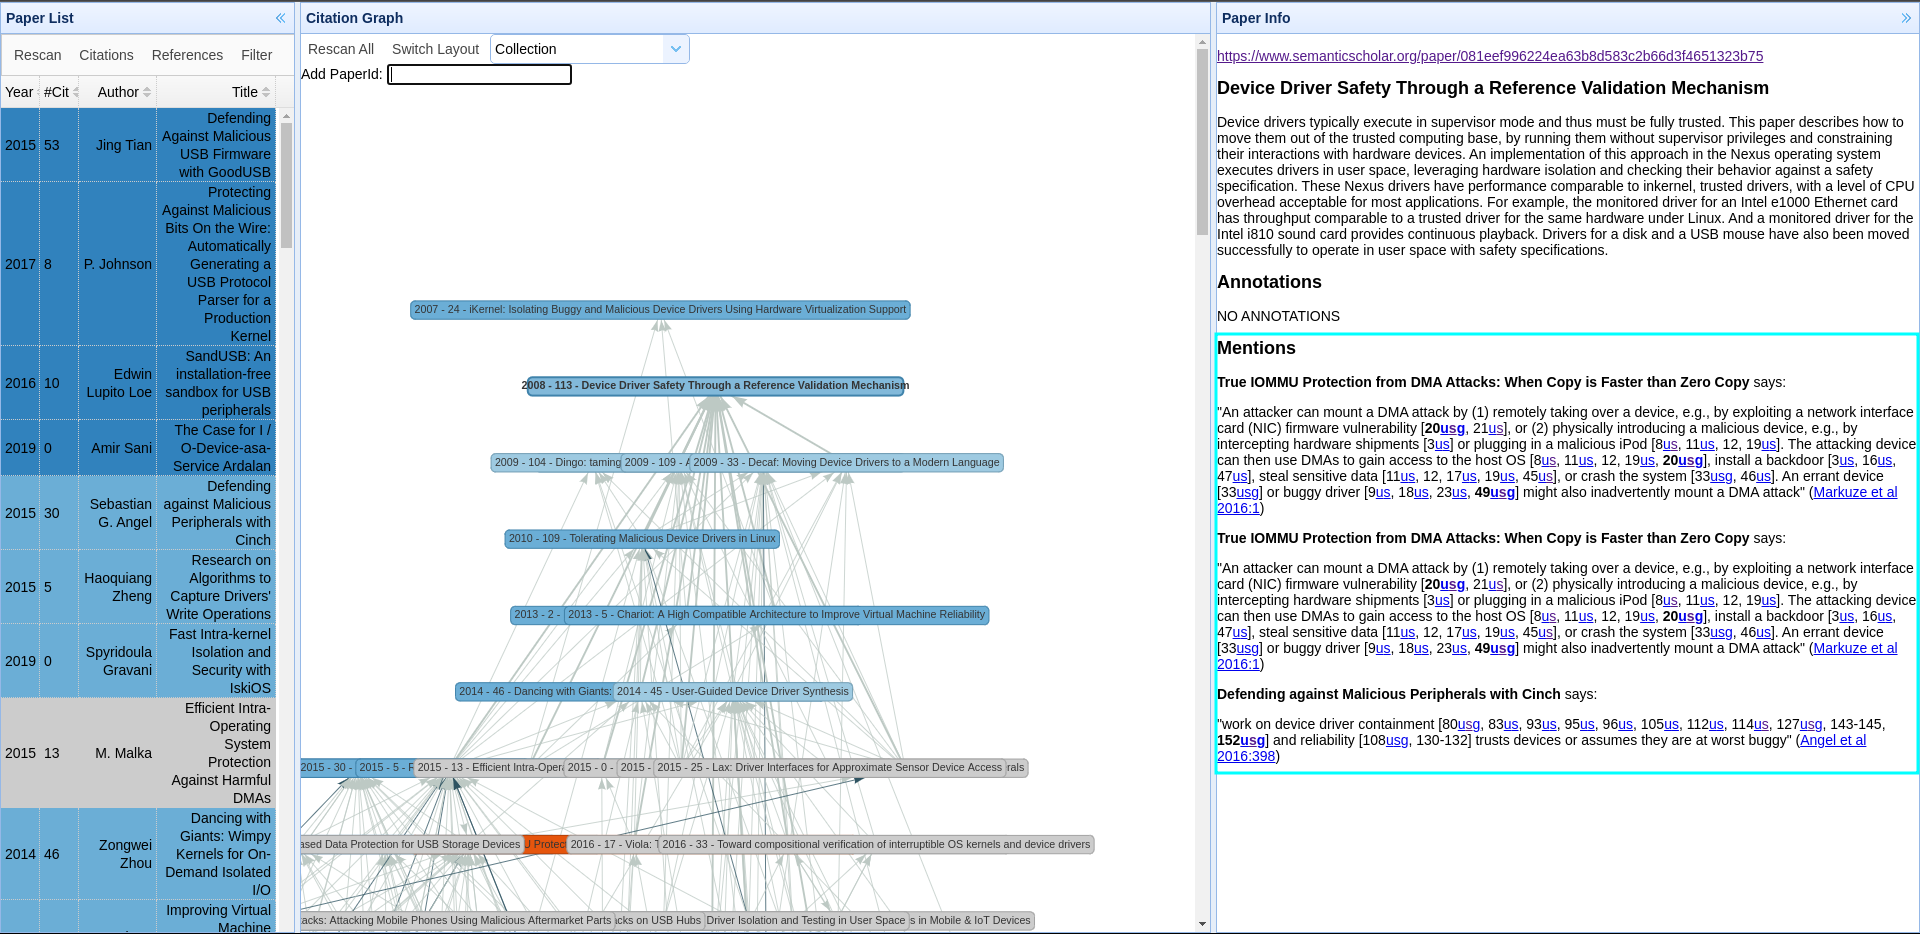 Paper List
Rescan Citations References Filter
Year #Cit Author Title
2015 53 Jing Tian Defending Against Malicious USB Firmware with GoodUSB
2017 8 P. Johnson Protecting Against Malicious Bits On the Wire: Automatically Generating a USB Protocol Parser for a Production Kernel
2016 10 Edwin Lupito Loe SandUSB: An installation-free sandbox for USB peripherals
2019 0 Amir Sani The Case for I / O-Device-asa-Service Ardalan
2015 30 Sebastian G. Angel Defending against Malicious Peripherals with Cinch
2015 5 Haoquiang Zheng Research on Algorithms to Capture Drivers' Write Operations
2019 0 Spyridoula Gravani Fast Intra-kernel Isolation and Security with IskiOS
2015 13 M. Malka Efficient Intra-Operating System Protection Against Harmful DMAs
2014 46 Zongwei Zhou Dancing with Giants: Wimpy Kernels for On-Demand Isolated I/O
Improving Virtual Machine
Citation Graph
Rescan All Switch Layout Collection
Add PaperId:
2007 - 24 - iKernel: Isolating Buggy and Malicious Device Drivers Using Hardware Virtualization Support
2008 - 113 - Device Driver Safety Through a Reference Validation Mechanism
2009 - 104 - Dingo: taming 2009 - 109 - 2009 - 33 - Decaf: Moving Device Drivers to a Modern Language
2010 - 109 - Tolerating Malicious Device Drivers in Linux
2013 - 2 - 2013 - 5 - Chariot: A High Compatible Architecture to Improve Virtual Machine Reliability
2014 - 46 - Dancing with Giants: 2014 - 45 - User-Guided Device Driver Synthesis
2015 - 30 - 2015 - 5 - 2015 - 13 - Efficient Intra-Opera 2015 - 0 - 2015 - 2015 - 25 - Lax: Driver Interfaces for Approximate Sensor Device Access rals
ased Data Protection for USB Storage Devices U Protect 2016 - 17 - Viola: 2016 - 33 - Toward compositional verification of interruptible OS kernels and device drivers
acks: Attacking Mobile Phones Using Malicious Aftermarket Parts cks on USB Hubs Driver Isolation and Testing in User Space s in Mobile & IoT Devices
Paper Info
https://www.semanticscholar.org/paper/081eef996224ea63b8d583c2b66d3f4651323b75
Device Driver Safety Through a Reference Validation Mechanism
Device drivers typically execute in supervisor mode and thus must be fully trusted. This paper describes how to
move them out of the trusted computing base, by running them without supervisor privileges and constraining
their interactions with hardware devices. An implementation of this approach in the Nexus operating system
executes drivers in user space, leveraging hardware isolation and checking their behavior against a safety
specification. These Nexus drivers have performance comparable to inkernel, trusted drivers, with a level of CPU
overhead acceptable for most applications. For example, the monitored driver for an Intel e1000 Ethernet card
has throughput comparable to a trusted driver for the same hardware under Linux. And a monitored driver for the
Intel i810 sound card provides continuous playback. Drivers for a disk and a USB mouse have also been moved
successfully to operate in user space with safety specifications.
Annotations
NO ANNOTATIONS
Mentions
True IOMMU Protection from DMA Attacks: When Copy is Faster than Zero Copy says:
"An attacker can mount a DMA attack by (1) remotely taking over a device, e.g., by exploiting a network interface
card (NIC) firmware vulnerability [20usg, 21us], or (2) physically introducing a malicious device, e.g., by
intercepting hardware shipments [3us] or plugging in a malicious iPod [8us, 11us, 12, 19us]. The attacking device
can then use DMAs to gain access to the host OS [8us, 11us, 12, 19us, 20usg], install a backdoor [3us, 16us,
47us], steal sensitive data [11us, 12, 17us, 19us, 45us], or crash the system [33usg, 46us]. An errant device
[33usg] or buggy driver [9us, 18us, 23us, 49usg] might also inadvertently mount a DMA attack" (Markuze et al
2016:1)
True IOMMU Protection from DMA Attacks: When Copy is Faster than Zero Copy says:
"An attacker can mount a DMA attack by (1) remotely taking over a device, e.g., by exploiting a network interface
card (NIC) firmware vulnerability [20usg, 21us], or (2) physically introducing a malicious device, e.g., by
intercepting hardware shipments [3us] or plugging in a malicious iPod [8us, 11us, 12, 19us]. The attacking device
can then use DMAs to gain access to the host OS [8us, 11us, 12, 19us, 20usg], install a backdoor [3us, 16us,
47us], steal sensitive data [11us, 12, 17us, 19us, 45us], or crash the system [33usg, 46us]. An errant device
[33usg] or buggy driver [9us, 18us, 23us, 49usg] might also inadvertently mount a DMA attack" (Markuze et al
2016:1)
Defending against Malicious Peripherals with Cinch says:
"work on device driver containment [80usg, 83us, 93us, 95us, 96us, 105us, 112us, 114us, 127usg, 143-145,
152usg] and reliability [108usg, 130-132] trusts devices or assumes they are at worst buggy" (Angel et al
2016:398)